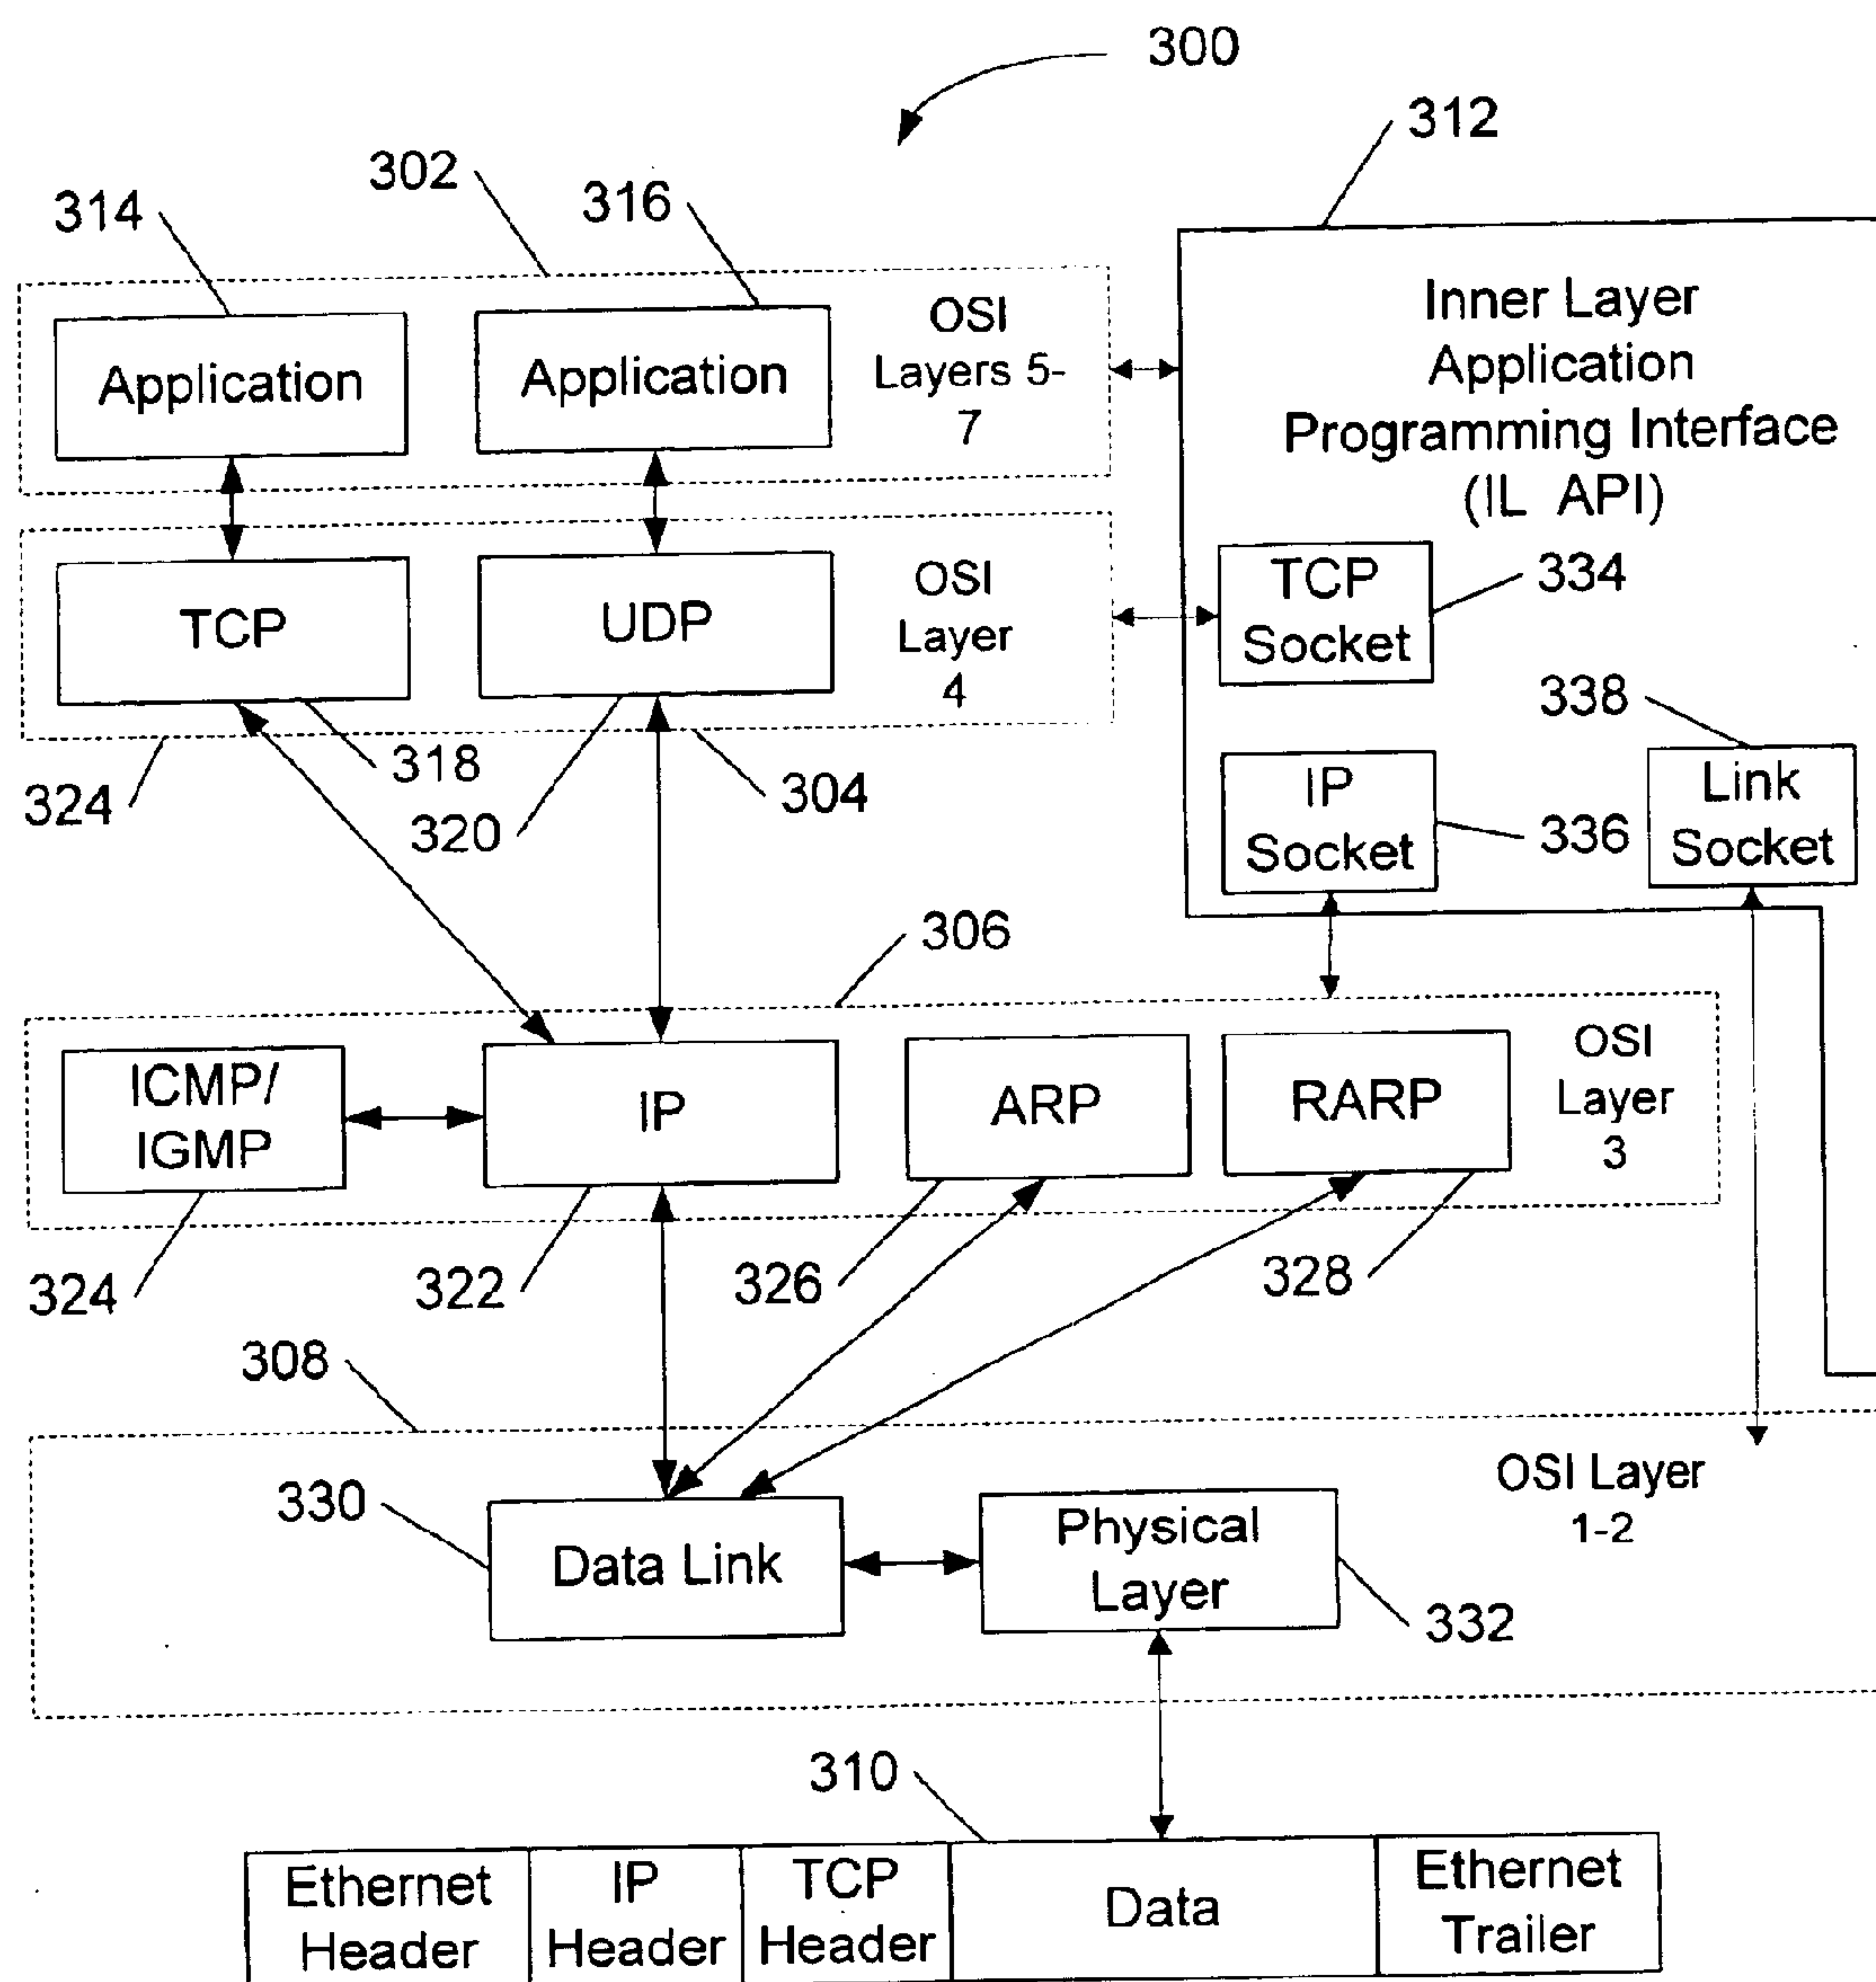 300
312
302
314
316
Application
Application
OSI
Layers 5-
7
Inner Layer
Application
Programming Interface
(IL API)
TCP
UDP
OSI
Layer
4
TCP
Socket
334
338
324
318
320
304
IP
Socket
336
Link
Socket
306
ICMP/
IGMP
IP
ARP
RARP
OSI
Layer
3
324
322
326
328
308
330
Data Link
Physical
Layer
332
OSI Layer
1-2
310
Ethernet
Header
IP
Header
TCP
Header
Data
Ethernet
Trailer